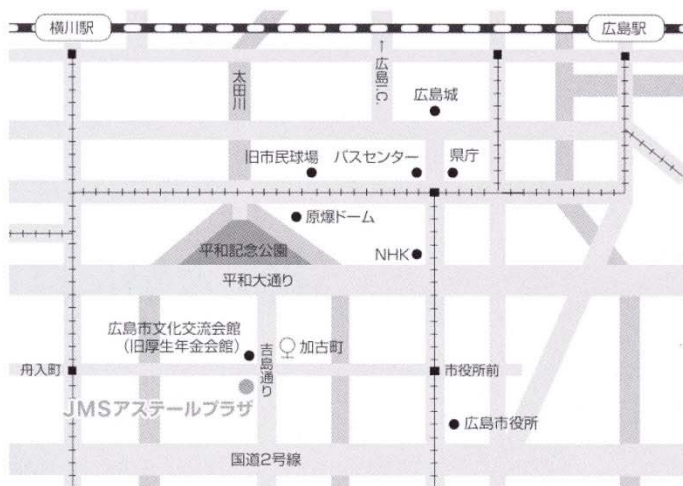 横川駅
広島駅
太田川
←広島I.C.
広島城
旧市民球場
バスセンター
県庁
原爆ドーム
平和記念公園
NHK
平和大通り
広島市文化交流会館
(旧厚生年金会館)
吉島通り
加古町
舟入町
市役所前
JMSアステールプラザ
広島市役所
国道2号線